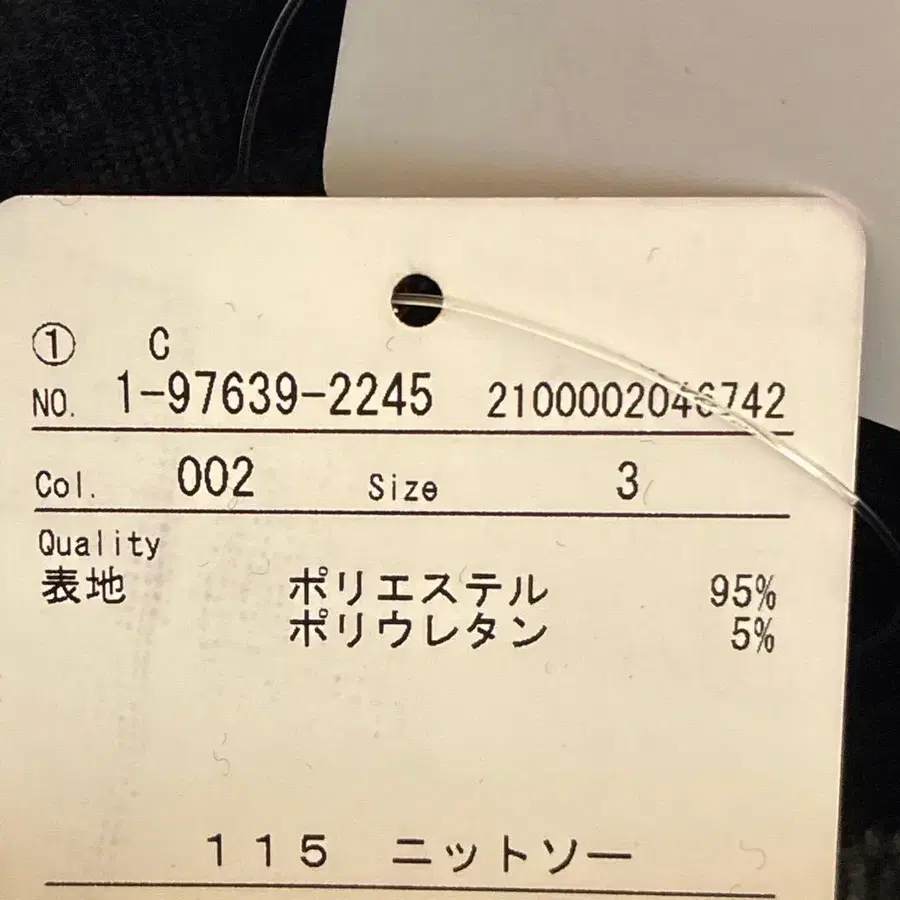 ① C
NO. 1-97639-2245 2100002046742
Col. 002 Size 3
Quality
表地 ポリエステル 95%
ポリウレタン 5%
115 ニットソー